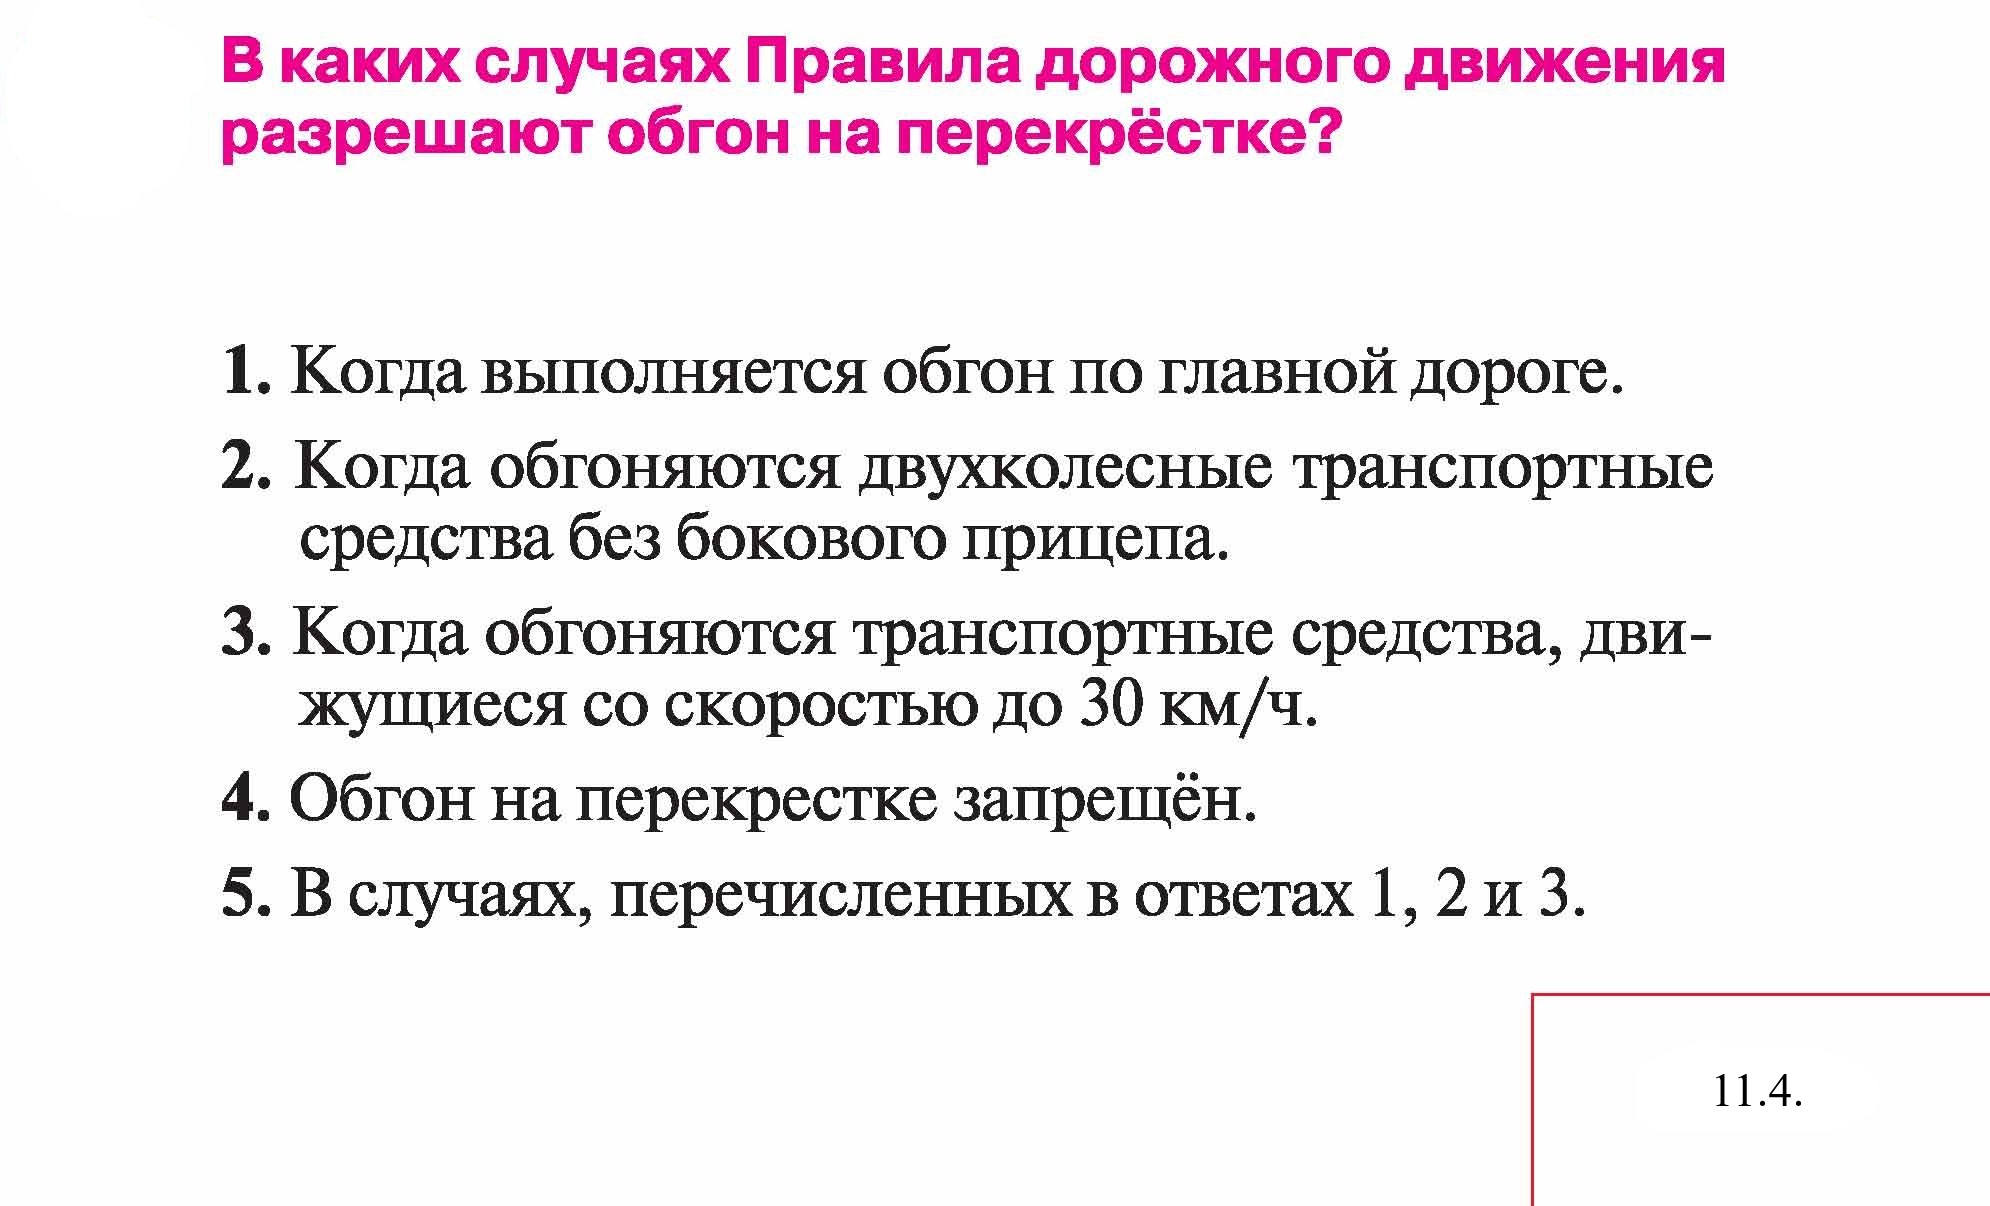 В каких случаях Правила дорожного движения
разрешают обгон на перекрёстке?
1. Когда выполняется обгон по главной дороге.
2. Когда обгоняются двухколесные транспортные
средства без бокового прицепа.
3. Когда обгоняются транспортные средства, дви-
жущиеся со скоростью до 30 км/ч.
4. Обгон на перекрестке запрещён.
5. В случаях, перечисленных в ответах 1, 2 и 3.
11.4.